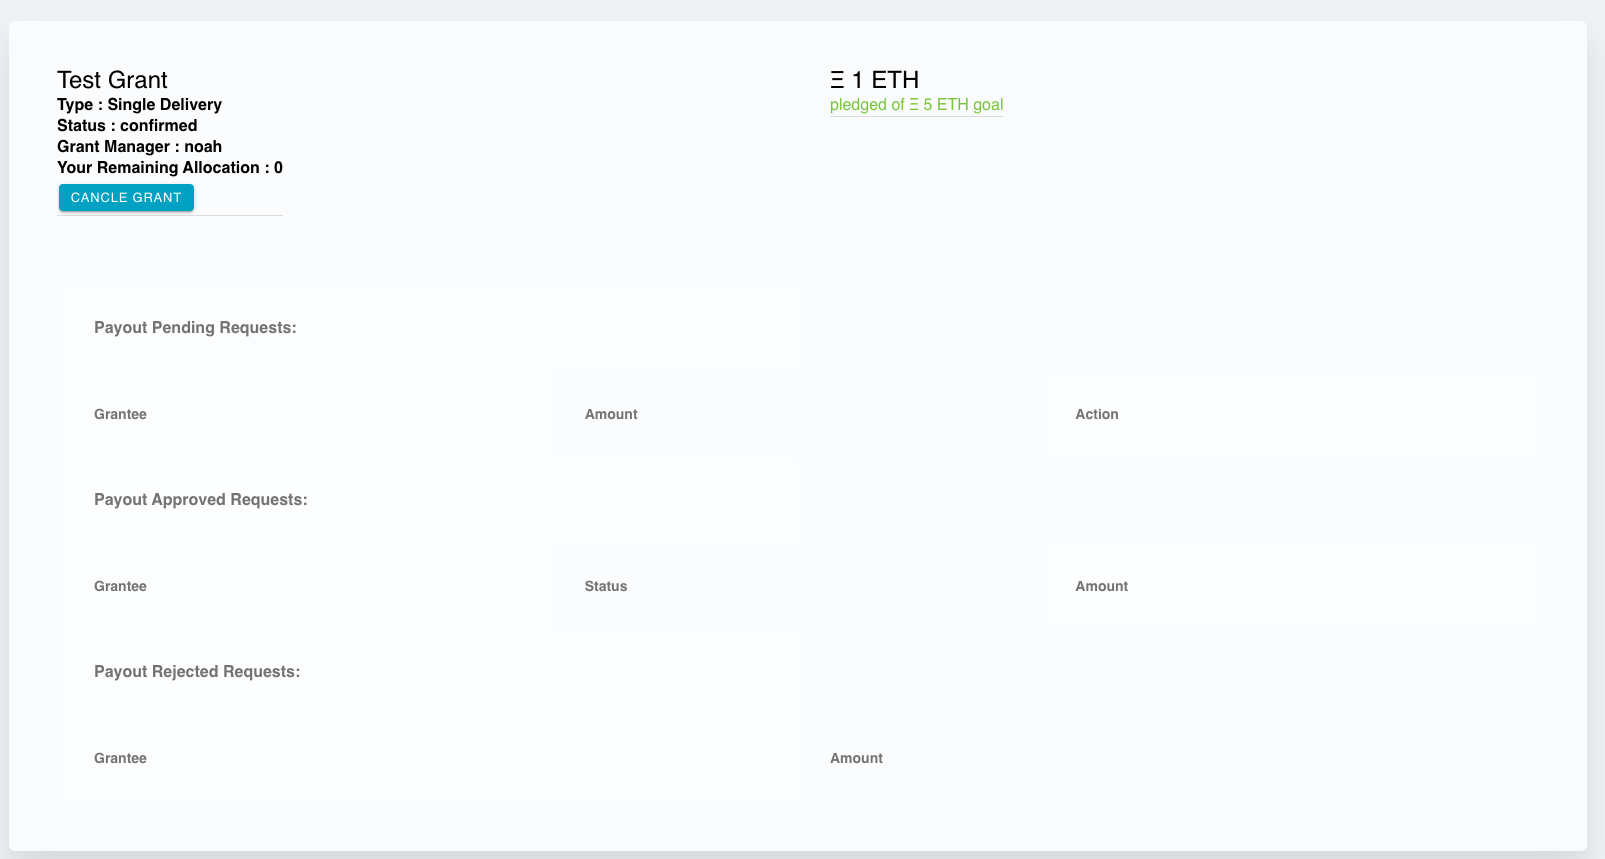 Test Grant
Type : Single Delivery
Status : confirmed
Grant Manager : noah
Your Remaining Allocation : 0
CANCLE GRANT
Ξ 1 ETH
pledged of Ξ 5 ETH goal
Payout Pending Requests:
Grantee Amount Action
Payout Approved Requests:
Grantee Status Amount
Payout Rejected Requests:
Grantee Amount